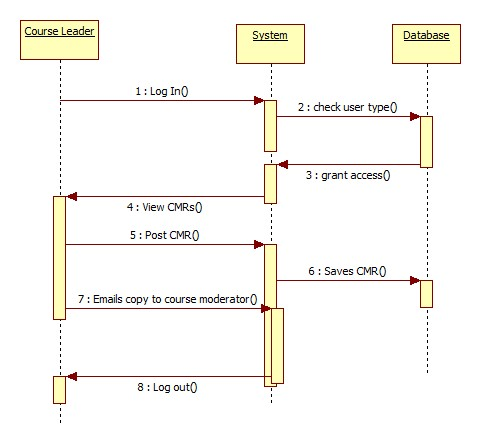 Course Leader
System
Database
1 : Log In()
2 : check user type()
3 : grant access()
4 : View CMRs()
5 : Post CMR()
6 : Saves CMR()
7 : Emails copy to course moderator()
8 : Log out()